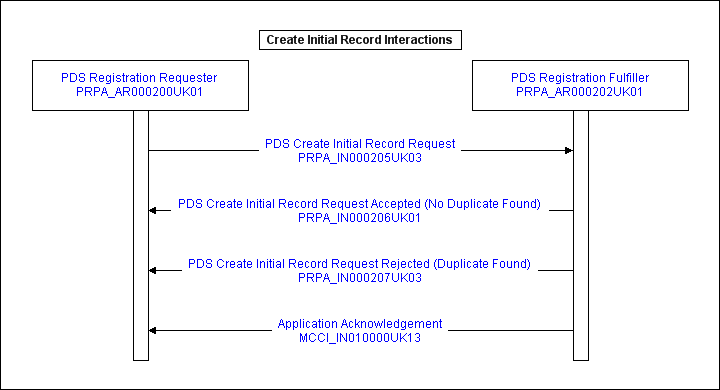 Create Initial Record Interactions
PDS Registration Requester
PRPA_AR000200UK01
PDS Registration Fulfiller
PRPA_AR000202UK01
PDS Create Initial Record Request
PRPA_IN000205UK03
PDS Create Initial Record Request Accepted (No Duplicate Found)
PRPA_IN000206UK01
PDS Create Initial Record Request Rejected (Duplicate Found)
PRPA_IN000207UK03
Application Acknowledgement
MCCI_IN010000UK13